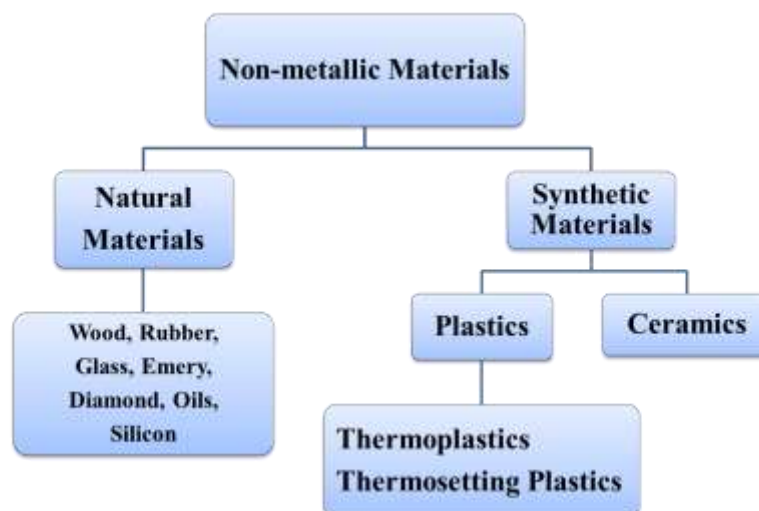 Non-metallic Materials
Natural
Materials
Synthetic
Materials
Wood, Rubber,
Glass, Emery,
Diamond, Oils,
Silicon
Plastics
Ceramics
Thermoplastics
Thermosetting Plastics